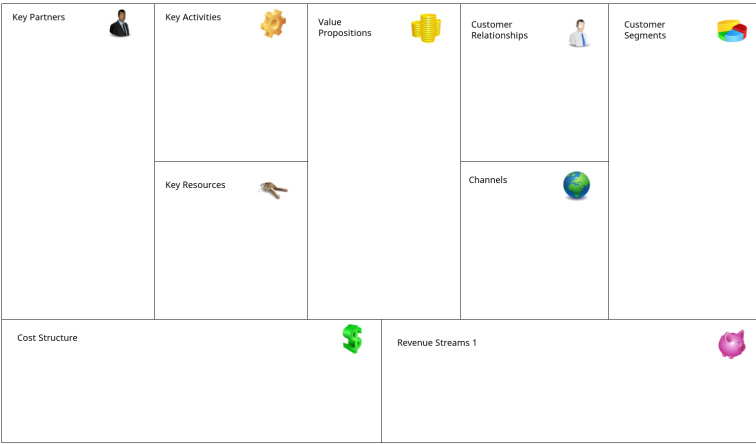 Key Partners
Key Activities
Value
Propositions
Customer
Relationships
Customer
Segments
Key Resources
Channels
Cost Structure
Revenue Streams 1